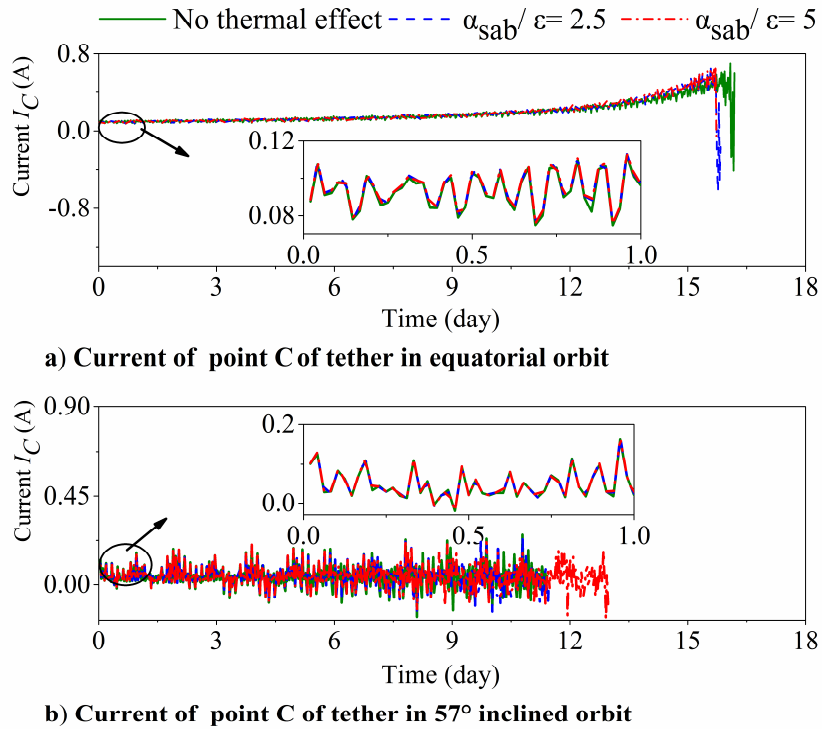 No thermal effect α_sab/ ε= 2.5 α_sab/ ε= 5
Current I_C (A)
0.8
0.0
-0.8
0.12
0.08
0.0 0.5 1.0
0 3 6 9 12 15 18
Time (day)
a) Current of point C of tether in equatorial orbit
Current I_C (A)
0.90
0.45
0.00
0.2
0.0
0.0 0.5 1.0
0 3 6 9 12 15 18
Time (day)
b) Current of point C of tether in 57° inclined orbit